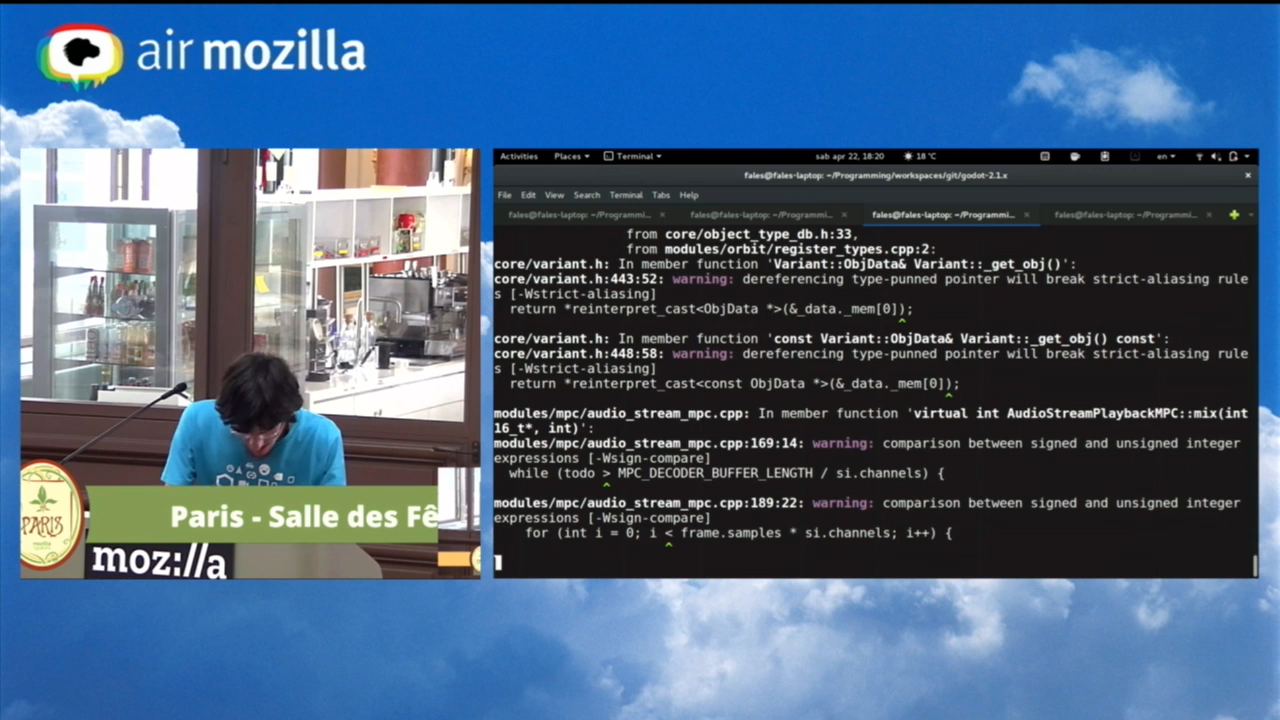 air mozilla
PARIS
Paris - Salle des Fê
moz://a
Activities Places Terminal sab apr 22, 18:20 18 °C en
fales@fales-laptop: ~/Programming/workspaces/git/godot-2.1.x
File Edit View Search Terminal Tabs Help
fales@fales-laptop: ~/Programmi... fales@fales-laptop: ~/Programmi... fales@fales-laptop: ~/Programmi... fales@fales-laptop: ~/Programmi...
from core/object_type_db.h:33,
from modules/orbit/register_types.cpp:2:
core/variant.h: In member function 'Variant::ObjData& Variant::_get_obj()':
core/variant.h:443:52: warning: dereferencing type-punned pointer will break strict-aliasing rule
s [-Wstrict-aliasing]
return *reinterpret_cast<ObjData *>(&_data._mem[0]);
^
core/variant.h: In member function 'const Variant::ObjData& Variant::_get_obj() const':
core/variant.h:448:58: warning: dereferencing type-punned pointer will break strict-aliasing rule
s [-Wstrict-aliasing]
return *reinterpret_cast<const ObjData *>(&_data._mem[0]);
^
modules/mpc/audio_stream_mpc.cpp: In member function 'virtual int AudioStreamPlaybackMPC::mix(int
16_t*, int)':
modules/mpc/audio_stream_mpc.cpp:169:14: warning: comparison between signed and unsigned integer
expressions [-Wsign-compare]
while (todo > MPC_DECODER_BUFFER_LENGTH / si.channels) {
^
modules/mpc/audio_stream_mpc.cpp:189:22: warning: comparison between signed and unsigned integer
expressions [-Wsign-compare]
for (int i = 0; i < frame.samples * si.channels; i++) {
^